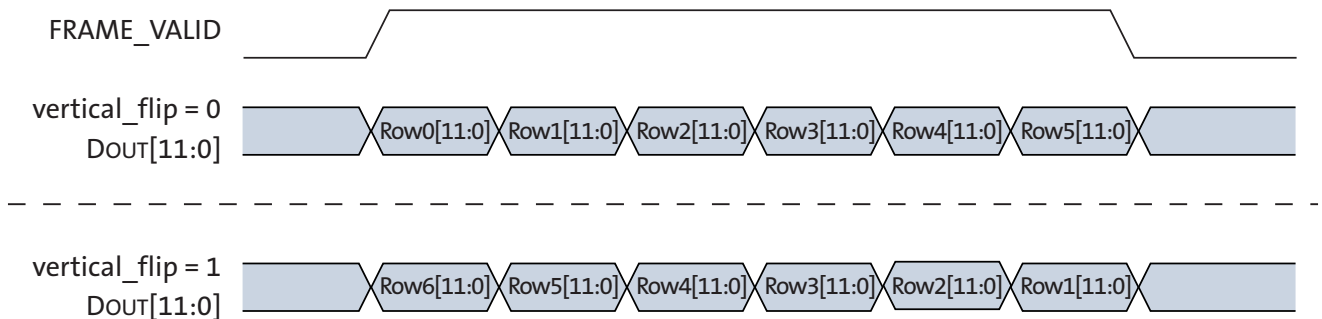 FRAME_VALID
vertical_flip = 0
DOUT[11:0]
Row0[11:0] Row1[11:0] Row2[11:0] Row3[11:0] Row4[11:0] Row5[11:0]
vertical_flip = 1
DOUT[11:0]
Row6[11:0] Row5[11:0] Row4[11:0] Row3[11:0] Row2[11:0] Row1[11:0]